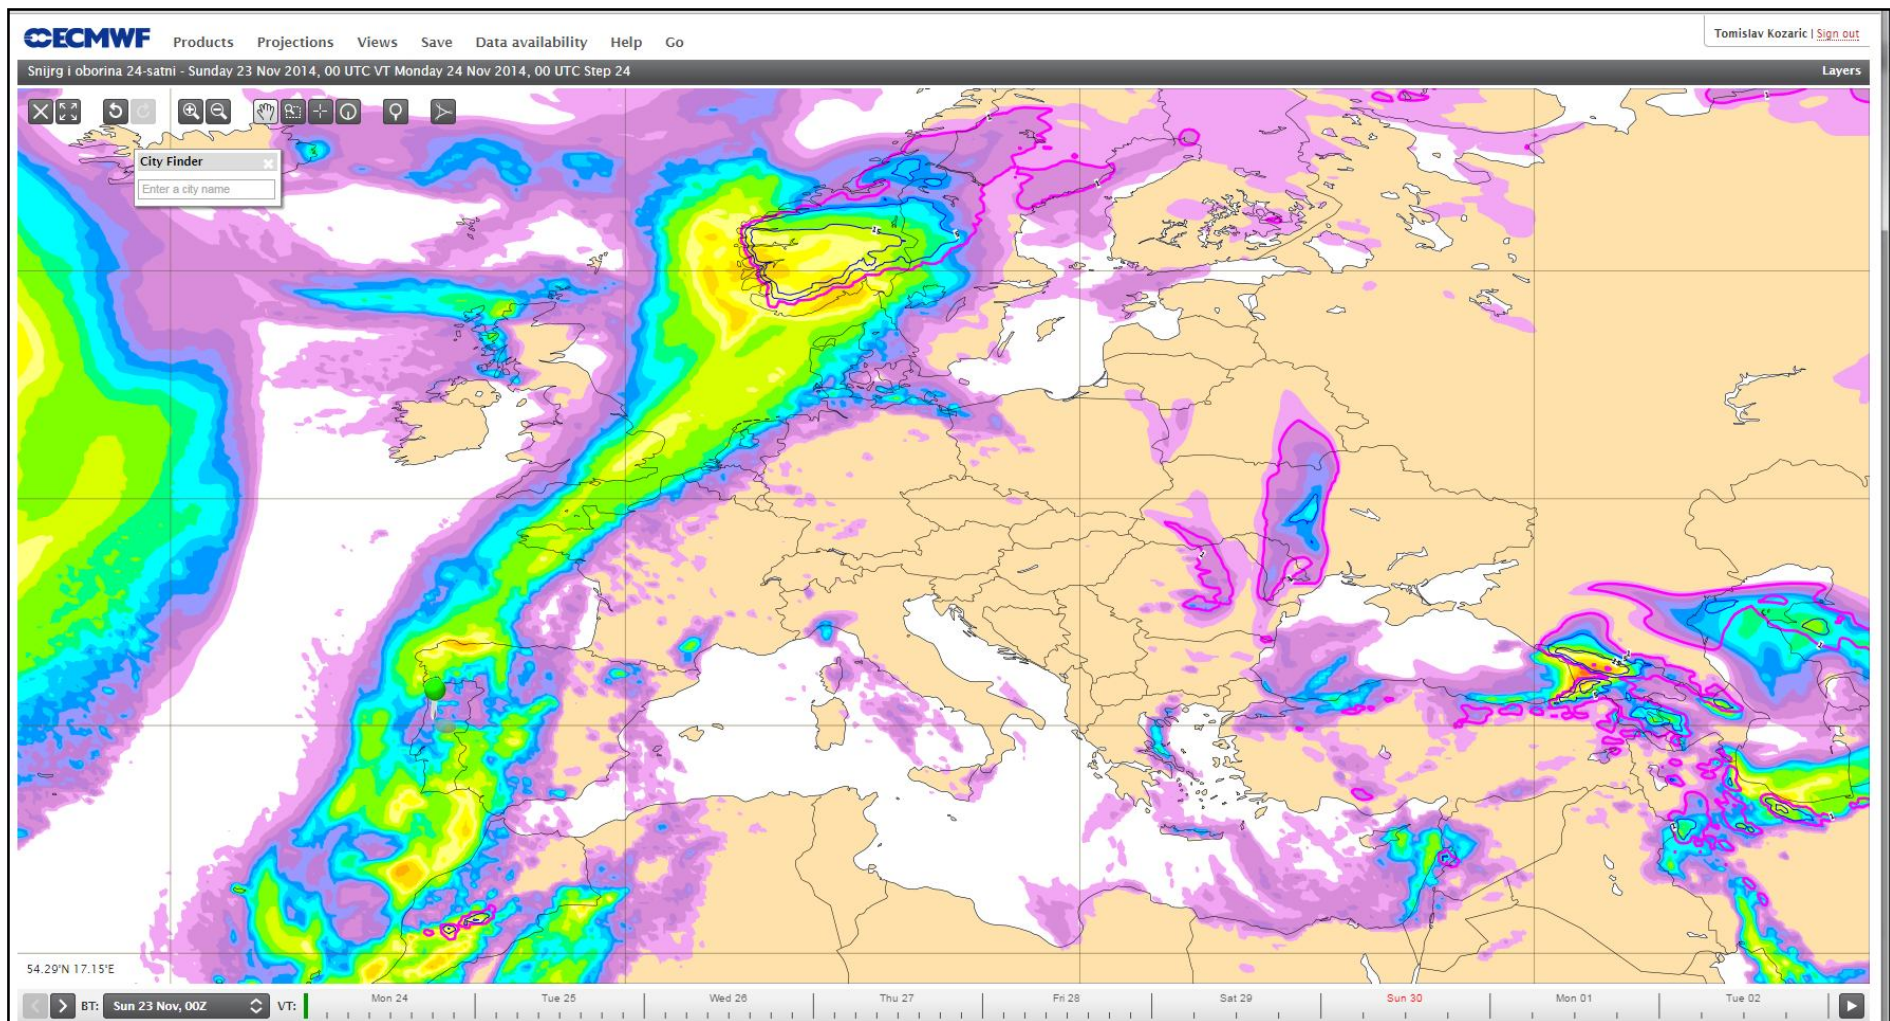 ECMWF Products Projections Views Save Data availability Help Go
Tomislav Kozaric | Sign out
Snijrg i oborina 24-satni - Sunday 23 Nov 2014, 00 UTC VT Monday 24 Nov 2014, 00 UTC Step 24
Layers
City Finder
Enter a city name
54.29°N 17.15°E
BT: Sun 23 Nov, 00Z VT: Mon 24 Tue 25 Wed 26 Thu 27 Fri 28 Sat 29 Sun 30 Mon 01 Tue 02